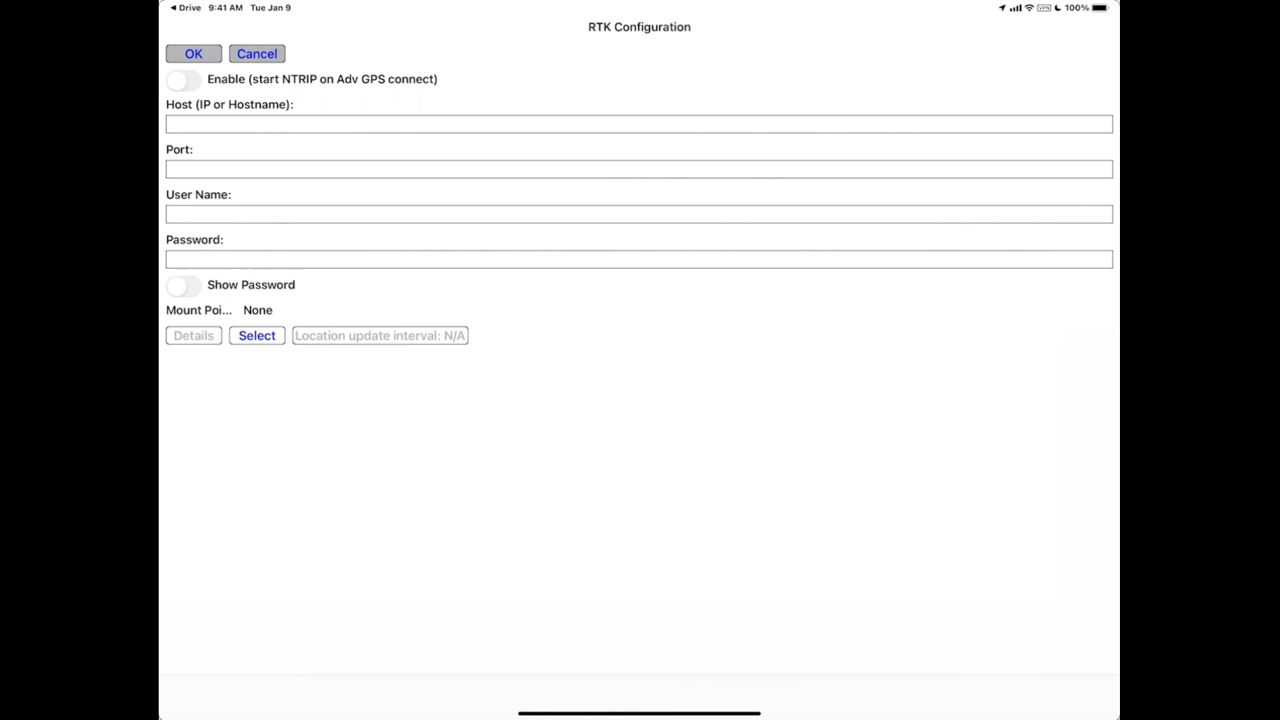 Drive 9:41 AM Tue Jan 9 VPN 100%
RTK Configuration
OK Cancel
Enable (start NTRIP on Adv GPS connect)
Host (IP or Hostname):
Port:
User Name:
Password:
Show Password
Mount Poi... None
Details Select Location update interval: N/A